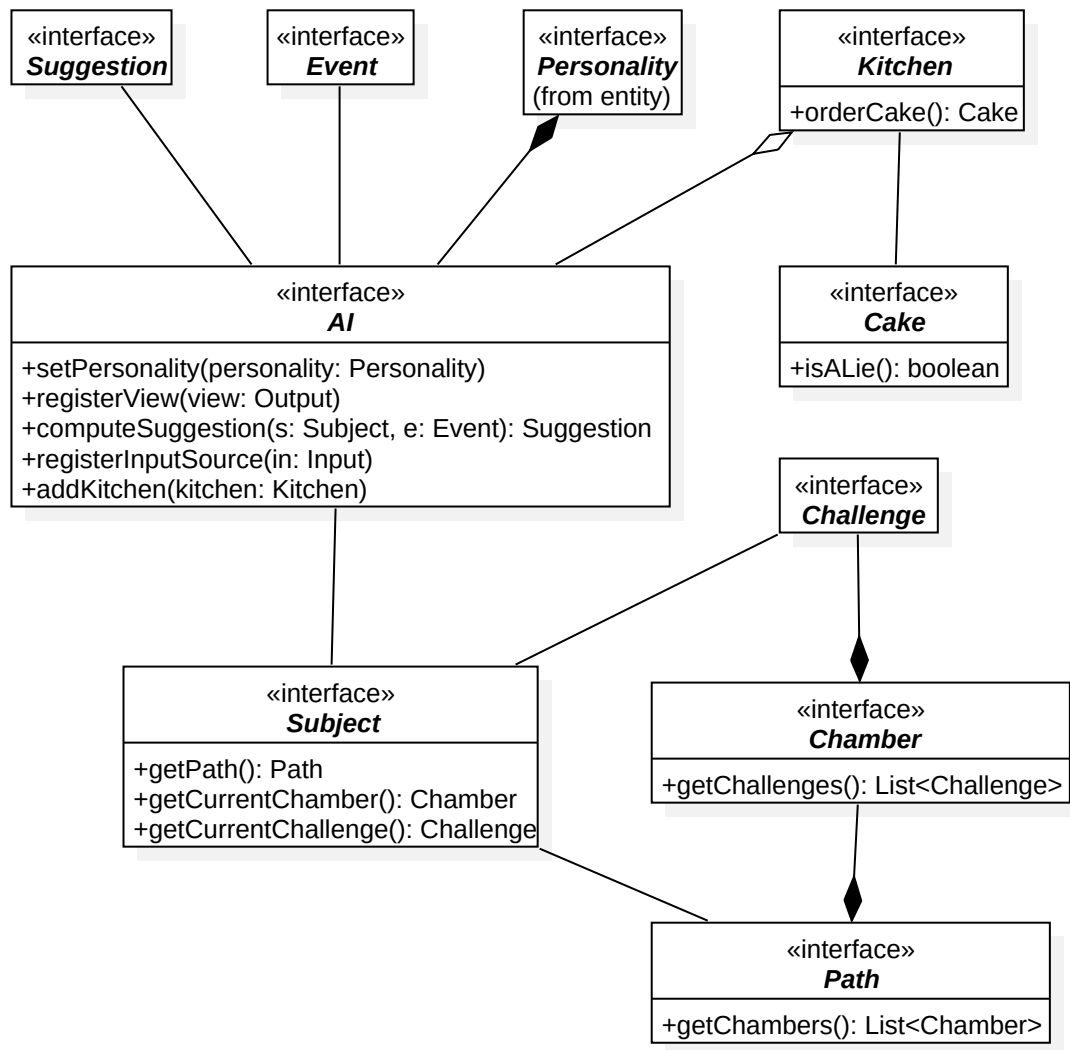 «interface»
Suggestion
«interface»
Event
«interface»
Personality
(from entity)
«interface»
Kitchen
+orderCake(): Cake
«interface»
AI
+setPersonality(personality: Personality)
+registerView(view: Output)
+computeSuggestion(s: Subject, e: Event): Suggestion
+registerInputSource(in: Input)
+addKitchen(kitchen: Kitchen)
«interface»
Cake
+isALie(): boolean
«interface»
Challenge
«interface»
Subject
+getPath(): Path
+getCurrentChamber(): Chamber
+getCurrentChallenge(): Challenge
«interface»
Chamber
+getChallenges(): List<Challenge>
«interface»
Path
+getChambers(): List<Chamber>